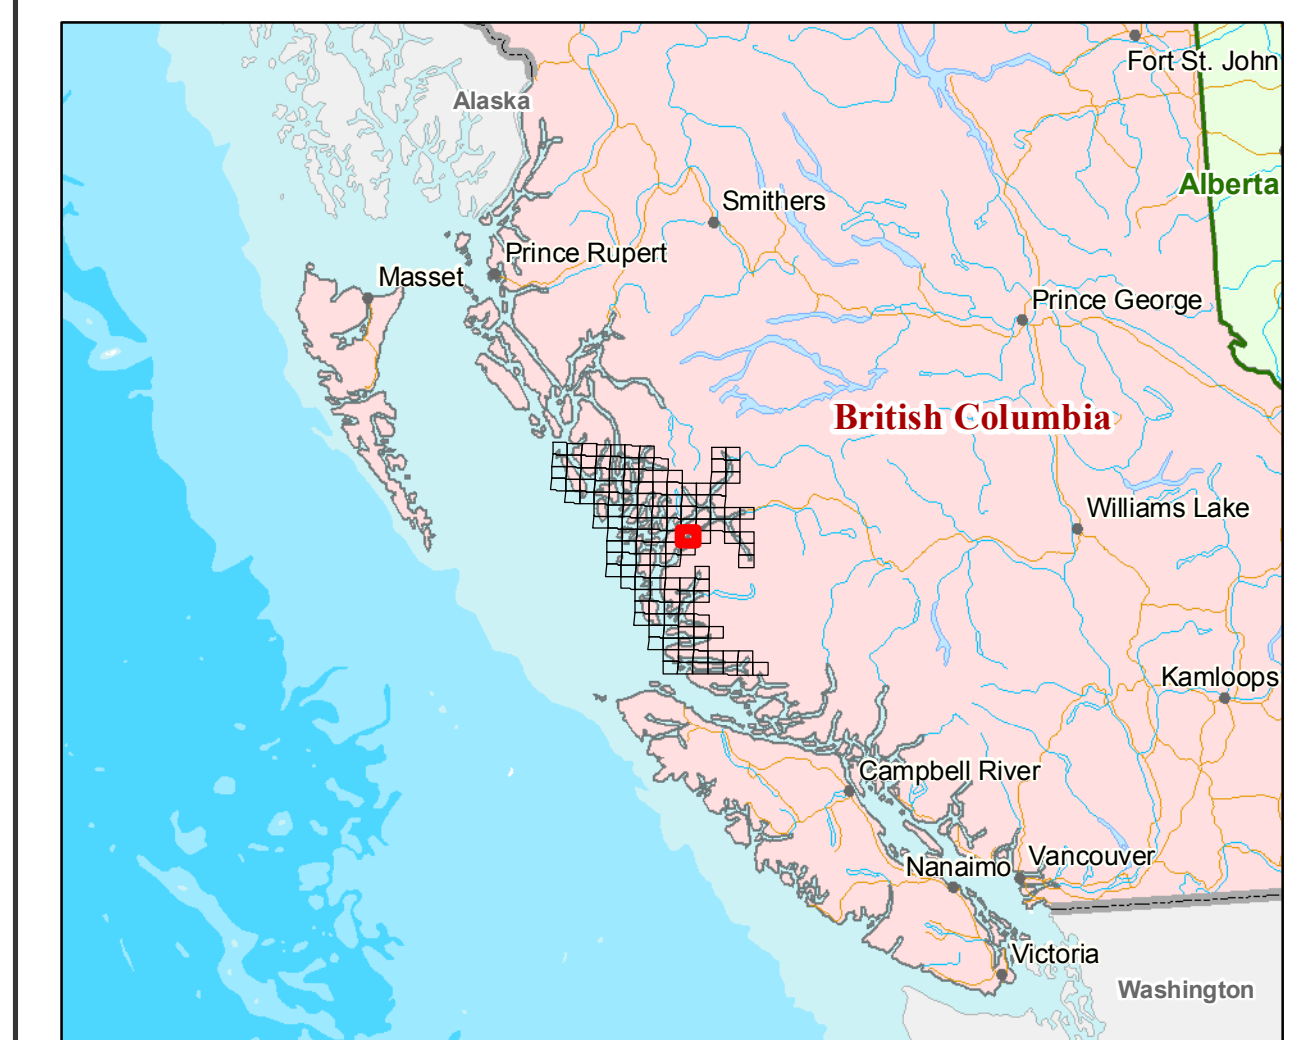 Fort St. John
Alaska
Alberta
Smithers
Prince Rupert
Masset
Prince George
British Columbia
Williams Lake
Kamloops
Campbell River
Vancouver
Nanaimo
Victoria
Washington